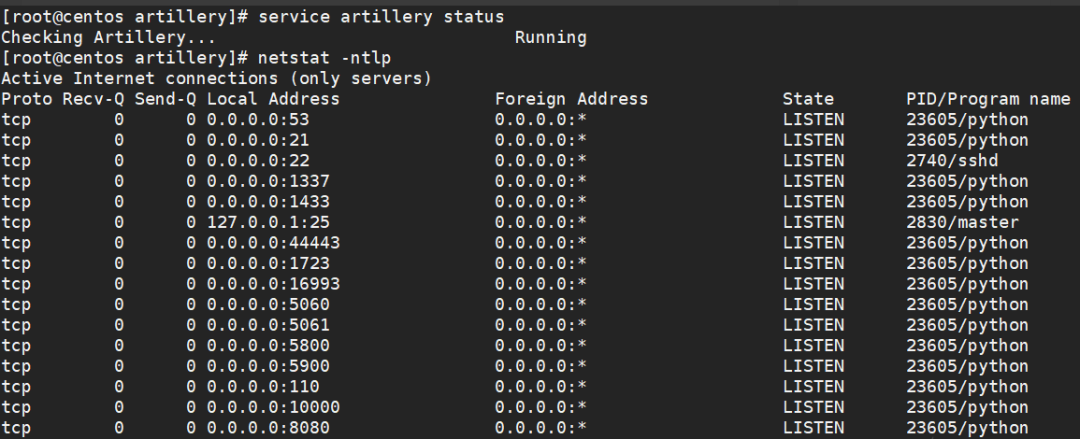 [root@centos artillery]# service artillery status
Checking Artillery... Running
[root@centos artillery]# netstat -ntlp
Active Internet connections (only servers)
Proto Recv-Q Send-Q Local Address Foreign Address State PID/Program name
tcp 0 0 0.0.0.0:53 0.0.0.0:* LISTEN 23605/python
tcp 0 0 0.0.0.0:21 0.0.0.0:* LISTEN 23605/python
tcp 0 0 0.0.0.0:22 0.0.0.0:* LISTEN 2740/sshd
tcp 0 0 0.0.0.0:1337 0.0.0.0:* LISTEN 23605/python
tcp 0 0 0.0.0.0:1433 0.0.0.0:* LISTEN 23605/python
tcp 0 0 127.0.0.1:25 0.0.0.0:* LISTEN 2830/master
tcp 0 0 0.0.0.0:44443 0.0.0.0:* LISTEN 23605/python
tcp 0 0 0.0.0.0:1723 0.0.0.0:* LISTEN 23605/python
tcp 0 0 0.0.0.0:16993 0.0.0.0:* LISTEN 23605/python
tcp 0 0 0.0.0.0:5060 0.0.0.0:* LISTEN 23605/python
tcp 0 0 0.0.0.0:5061 0.0.0.0:* LISTEN 23605/python
tcp 0 0 0.0.0.0:5800 0.0.0.0:* LISTEN 23605/python
tcp 0 0 0.0.0.0:5900 0.0.0.0:* LISTEN 23605/python
tcp 0 0 0.0.0.0:110 0.0.0.0:* LISTEN 23605/python
tcp 0 0 0.0.0.0:10000 0.0.0.0:* LISTEN 23605/python
tcp 0 0 0.0.0.0:8080 0.0.0.0:* LISTEN 23605/python